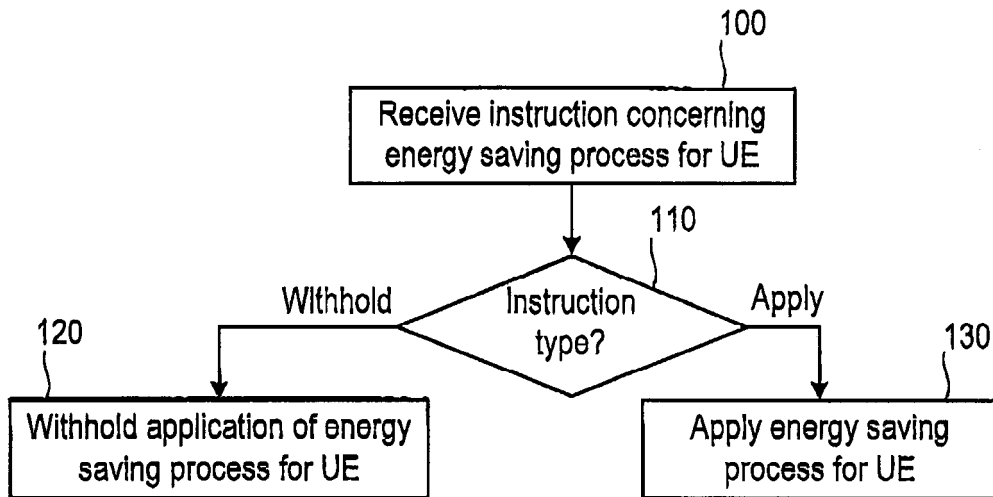 100
Receive instruction concerning
energy saving process for UE
110
Withhold
Instruction
type?
Apply
120
130
Withhold application of energy
saving process for UE
Apply energy saving
process for UE